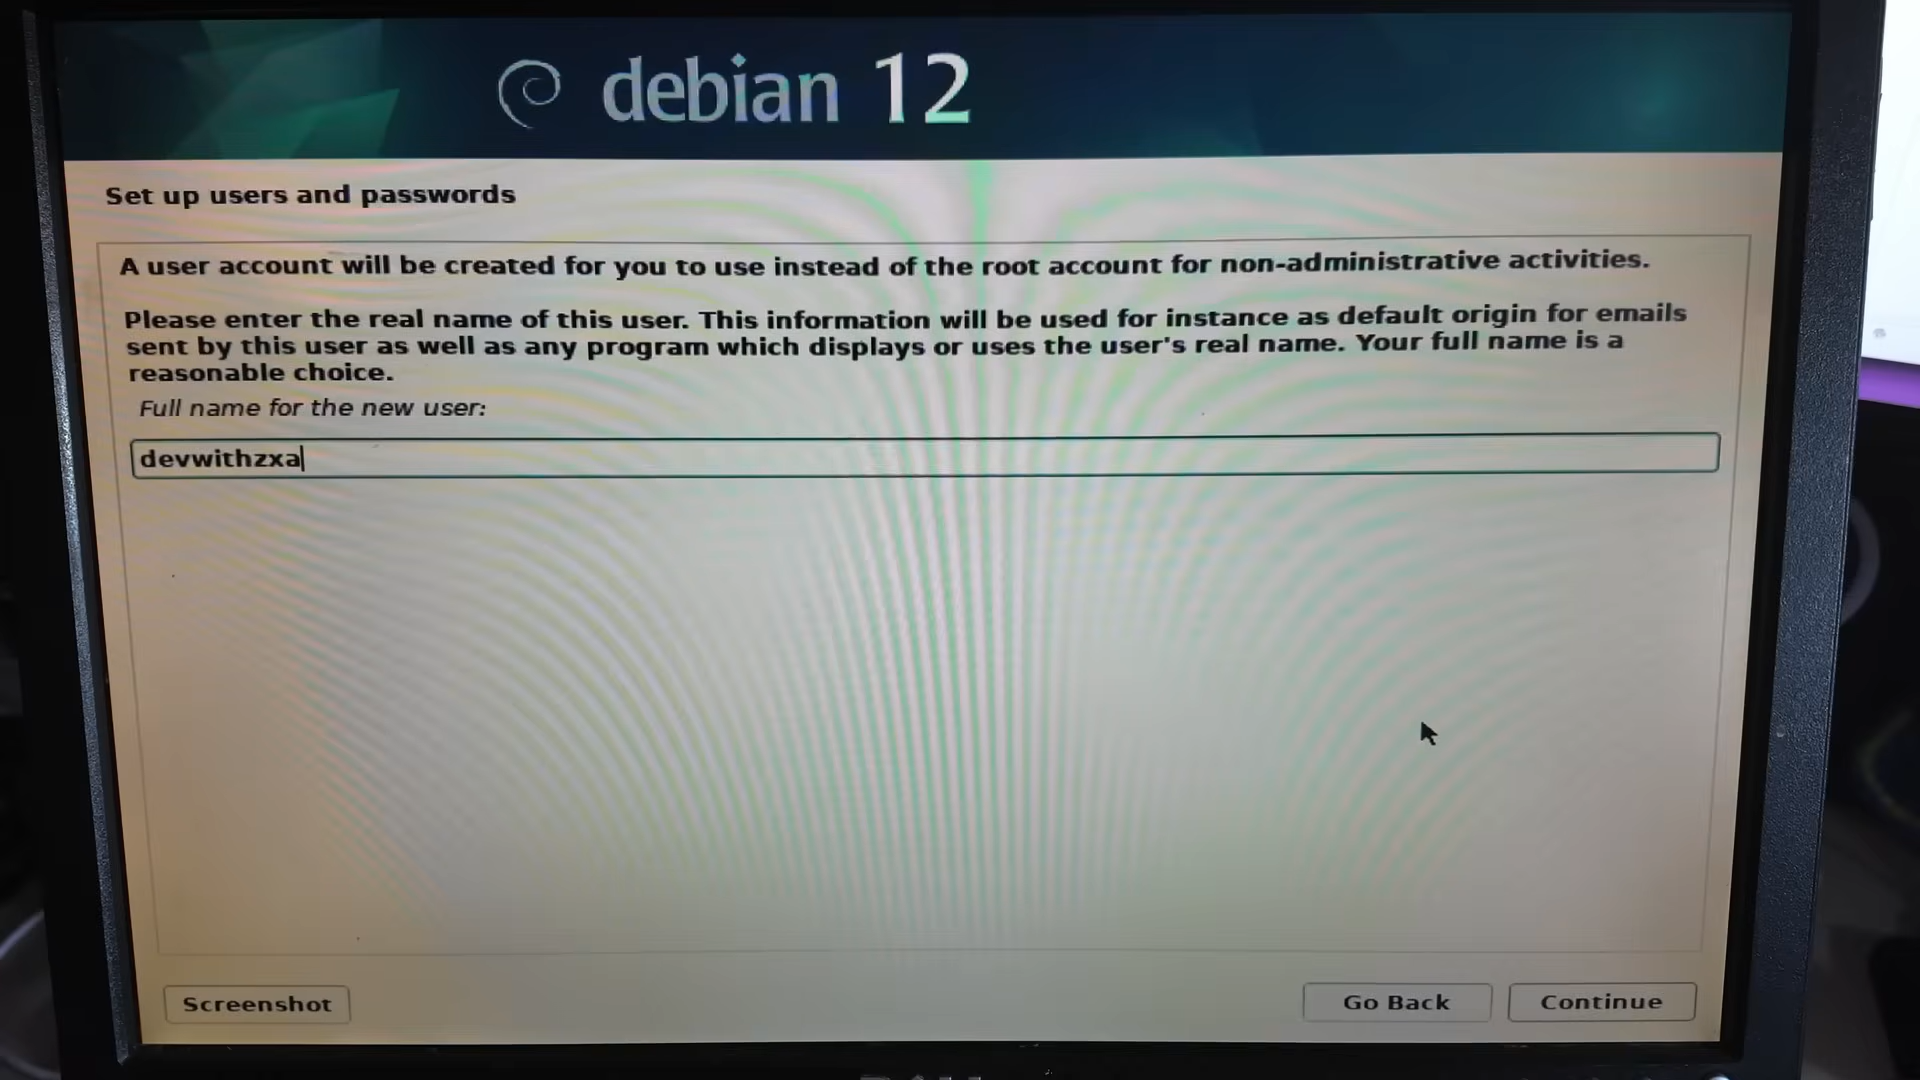 debian 12
Set up users and passwords
A user account will be created for you to use instead of the root account for non-administrative activities.
Please enter the real name of this user. This information will be used for instance as default origin for emails
sent by this user as well as any program which displays or uses the user's real name. Your full name is a
reasonable choice.
Full name for the new user:
devwithzxa
Screenshot
Go Back
Continue